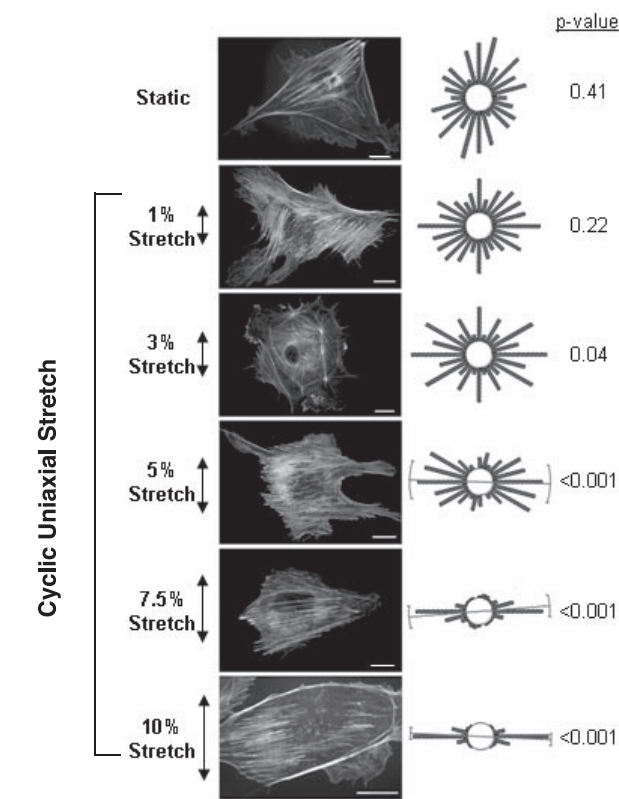 p-value
Static
0.41
Cyclic Uniaxial Stretch
1%
Stretch
0.22
3%
Stretch
0.04
5%
Stretch
<0.001
7.5%
Stretch
<0.001
10%
Stretch
<0.001